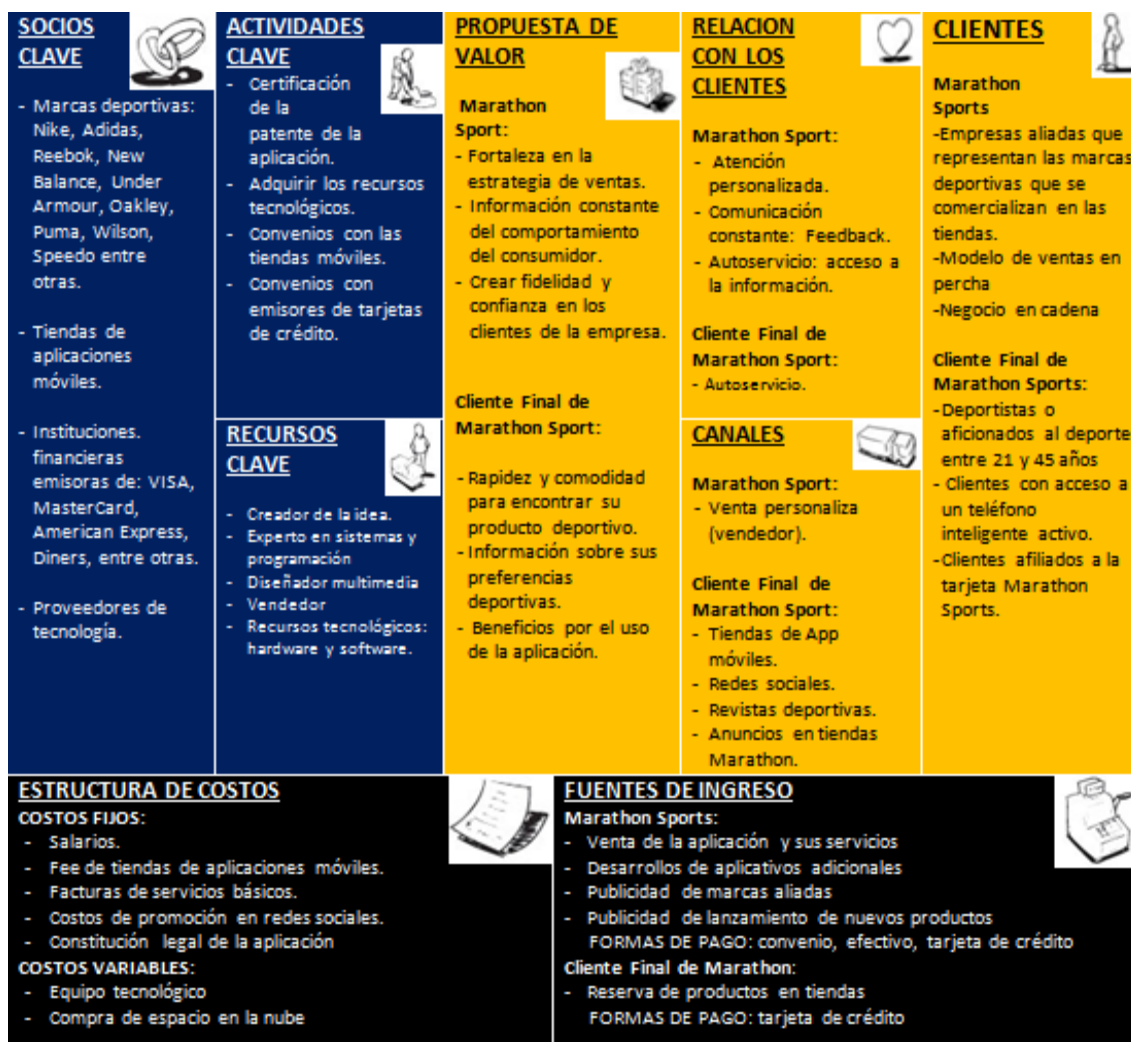 SOCIOS
CLAVE
- Marcas deportivas:
Nike, Adidas,
Reebok, New
Balance, Under
Armour, Oakley,
Puma, Wilson,
Speedo entre
otras.
- Tiendas de
aplicaciones
móviles.
- Instituciones.
financieras
emisoras de: VISA,
MasterCard,
American Express,
Diners, entre otras.
- Proveedores de
tecnología.
ACTIVIDADES
CLAVE
- Certificación
de la
patente de la
aplicación.
- Adquirir los recursos
tecnológicos.
- Convenios con las
tiendas móviles.
- Convenios con
emisores de tarjetas
de crédito.
RECURSOS
CLAVE
- Creador de la idea.
- Experto en sistemas y
programación
- Diseñador multimedia
- Vendedor
- Recursos tecnológicos:
hardware y software.
PROPUESTA DE
VALOR
Marathon
Sport:
- Fortaleza en la
estrategia de ventas.
- Información constante
del comportamiento
del consumidor.
- Crear fidelidad y
confianza en los
clientes de la empresa.
Cliente Final de
Marathon Sport:
- Rapidez y comodidad
para encontrar su
producto deportivo.
- Información sobre sus
preferencias
deportivas.
- Beneficios por el uso
de la aplicación.
RELACION
CON LOS
CLIENTES
Marathon Sport:
- Atención
personalizada.
- Comunicación
constante: Feedback.
- Autoservicio: acceso a
la información.
Cliente Final de
Marathon Sport:
- Autoservicio.
CANALES
Marathon Sport:
- Venta personaliza
(vendedor).
Cliente Final de
Marathon Sport:
- Tiendas de App
móviles.
- Redes sociales.
- Revistas deportivas.
- Anuncios en tiendas
Marathon.
CLIENTES
Marathon
Sports
-Empresas aliadas que
representan las marcas
deportivas que se
comercializan en las
tiendas.
-Modelo de ventas en
percha
-Negocio en cadena
Cliente Final de
Marathon Sports:
-Deportistas o
aficionados al deporte
entre 21 y 45 años
- Clientes con acceso a
un teléfono
inteligente activo.
-Clientes afiliados a la
tarjeta Marathon
Sports.
ESTRUCTURA DE COSTOS
COSTOS FIJOS:
- Salarios.
- Fee de tiendas de aplicaciones móviles.
- Facturas de servicios básicos.
- Costos de promoción en redes sociales.
- Constitución legal de la aplicación
COSTOS VARIABLES:
- Equipo tecnológico
- Compra de espacio en la nube
FUENTES DE INGRESO
Marathon Sports:
- Venta de la aplicación y sus servicios
- Desarrollos de aplicativos adicionales
- Publicidad de marcas aliadas
- Publicidad de lanzamiento de nuevos productos
FORMAS DE PAGO: convenio, efectivo, tarjeta de crédito
Cliente Final de Marathon:
- Reserva de productos en tiendas
FORMAS DE PAGO: tarjeta de crédito